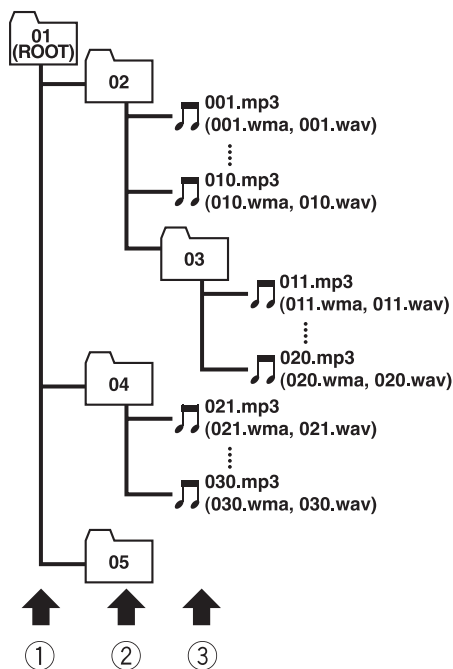 01
(ROOT)
02
001.mp3
(001.wma, 001.wav)
010.mp3
(010.wma, 010.wav)
03
011.mp3
(011.wma, 011.wav)
020.mp3
(020.wma, 020.wav)
04
021.mp3
(021.wma, 021.wav)
030.mp3
(030.wma, 030.wav)
05
① ② ③